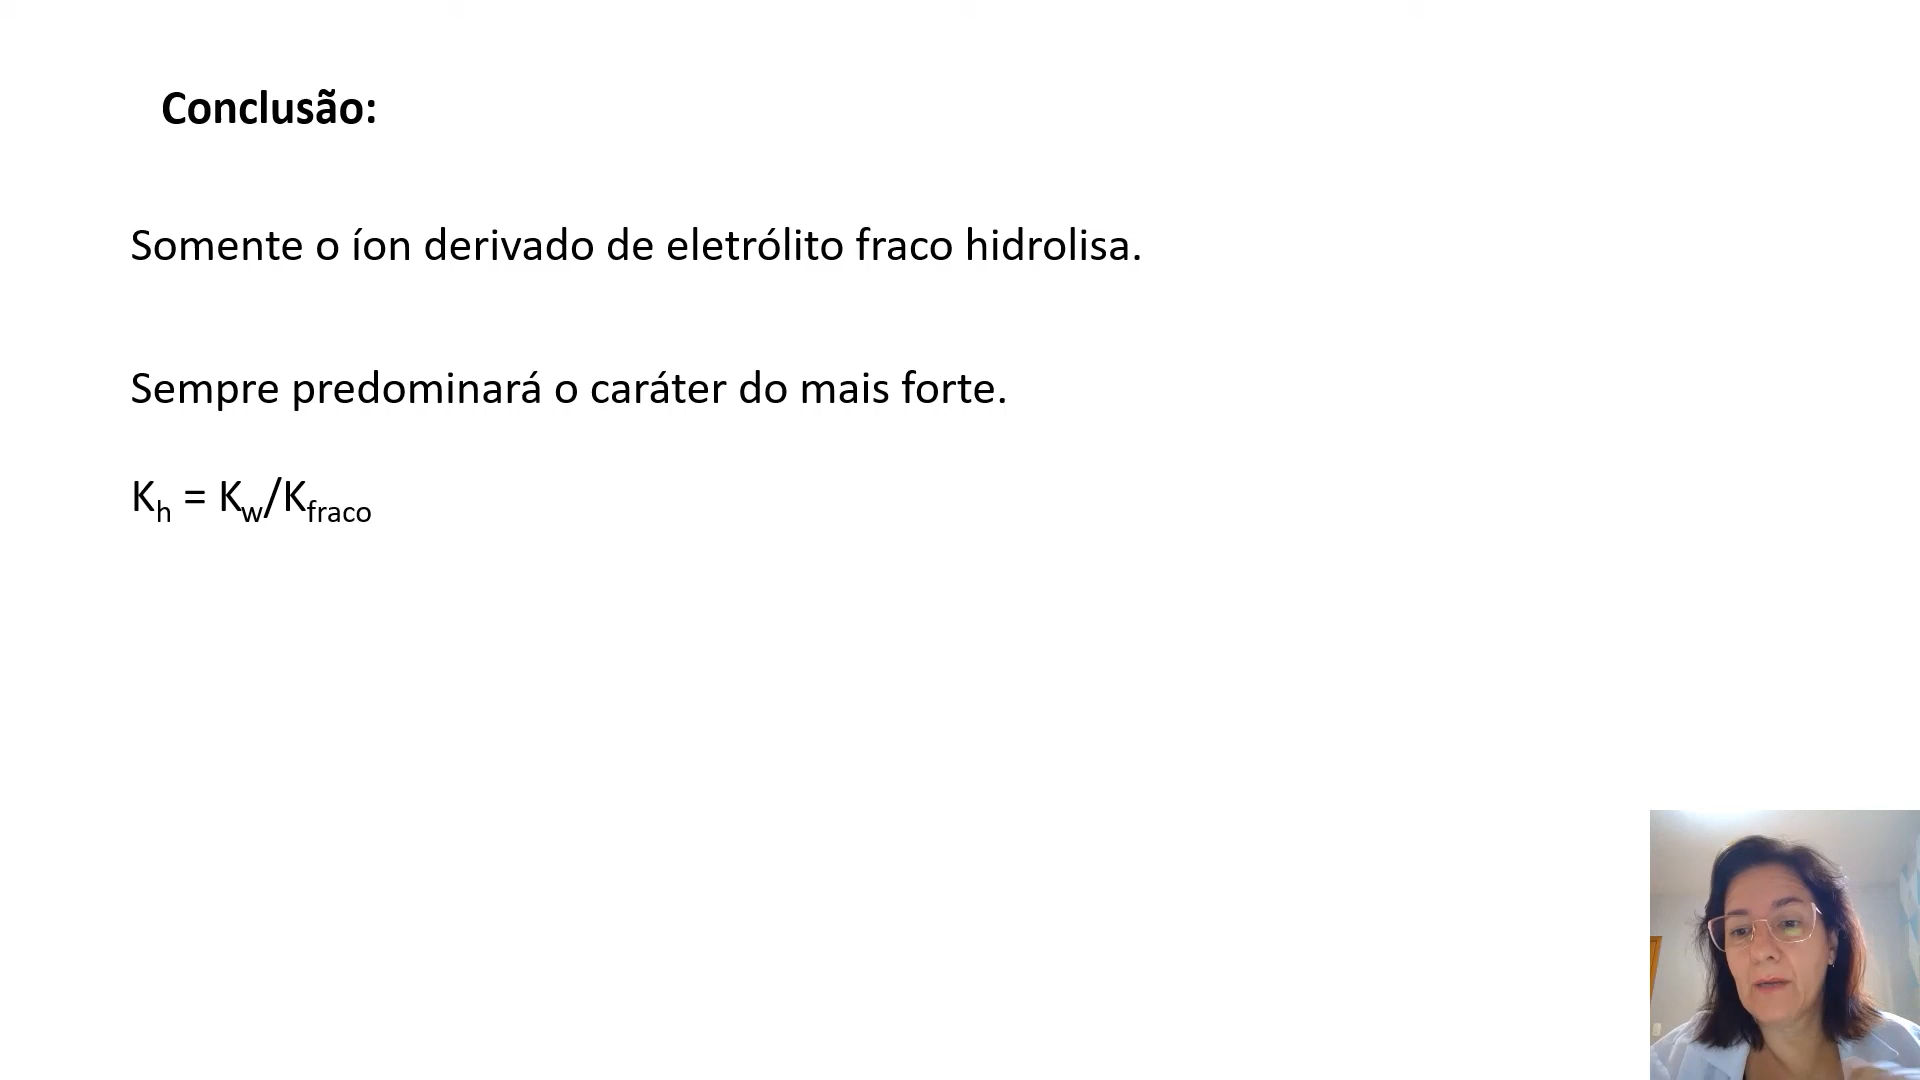 Conclusão:
Somente o íon derivado de eletrólito fraco hidrolisa.
Sempre predominará o caráter do mais forte.
Kh = Kw/Kfraco